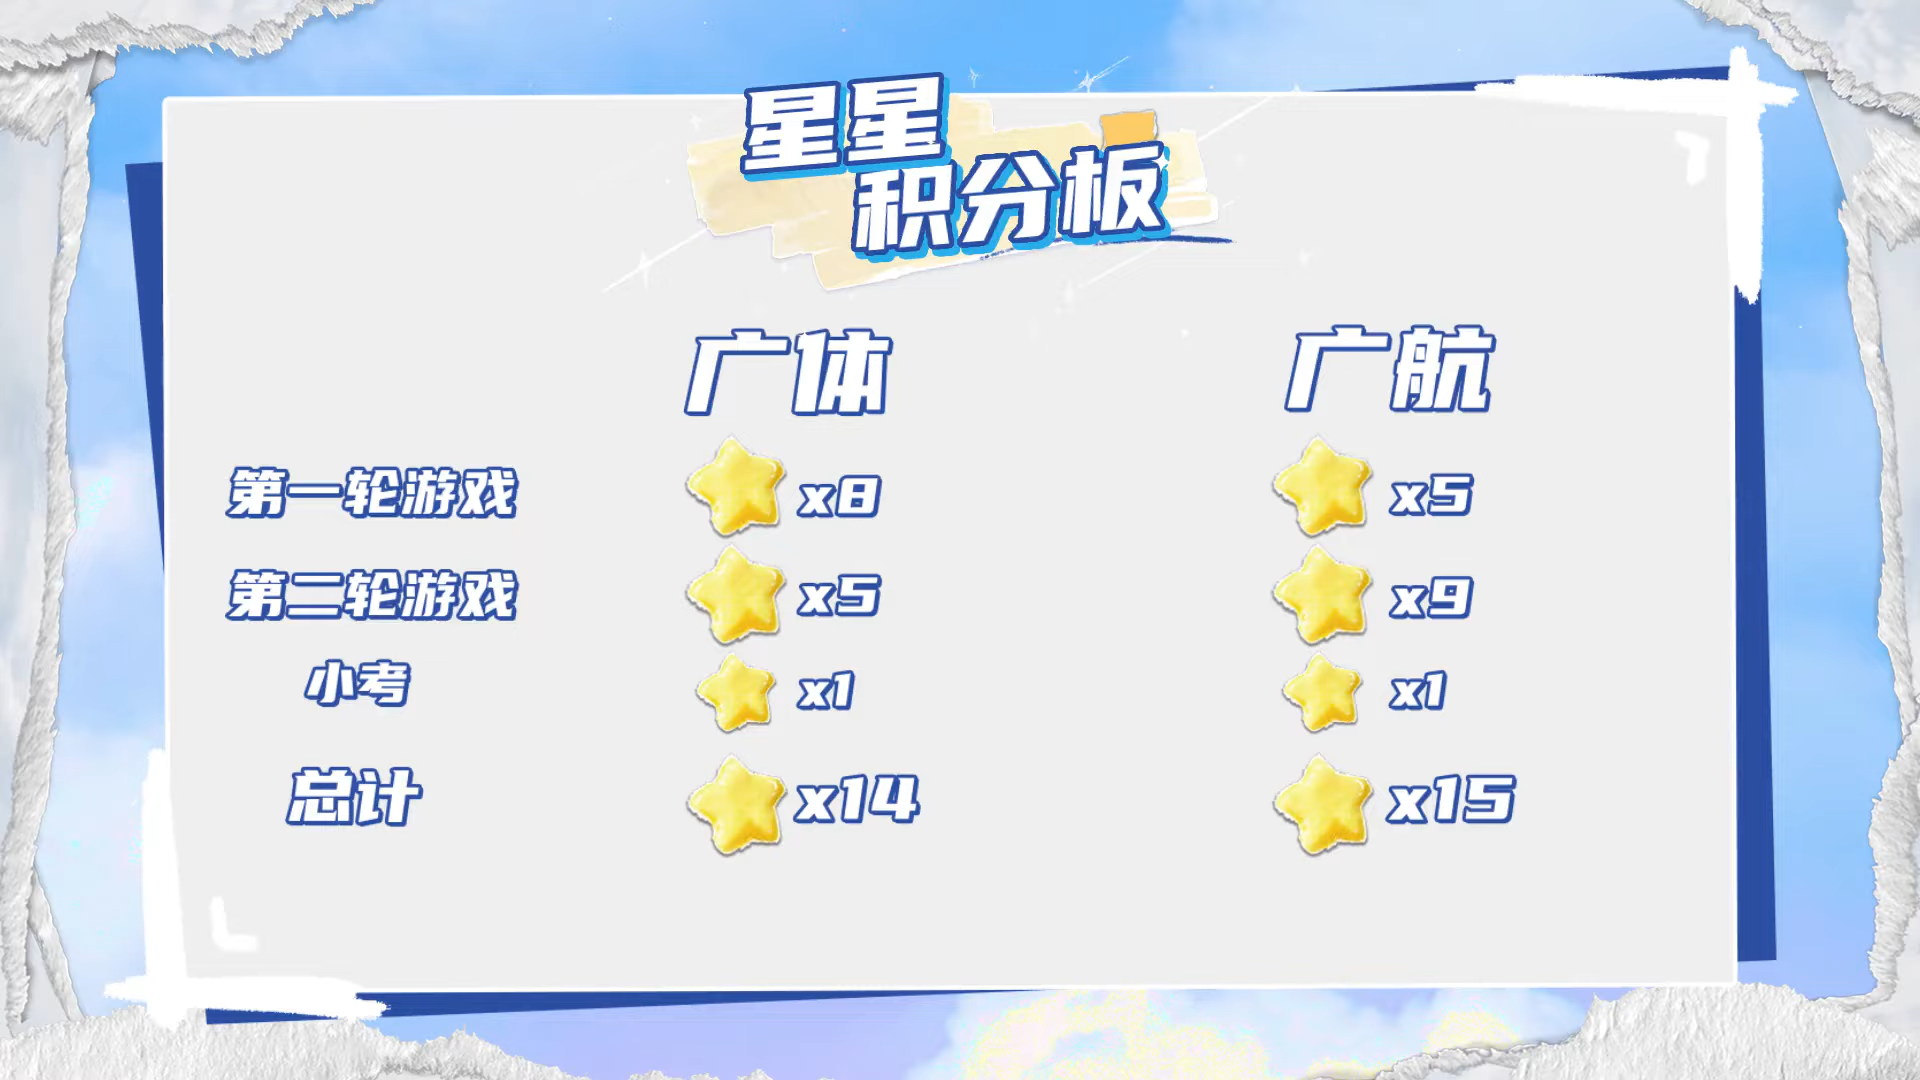 星星
积分板
广体 广航
第一轮游戏 x8 x5
第二轮游戏 x5 x9
小考 x1 x1
总计 x14 x15